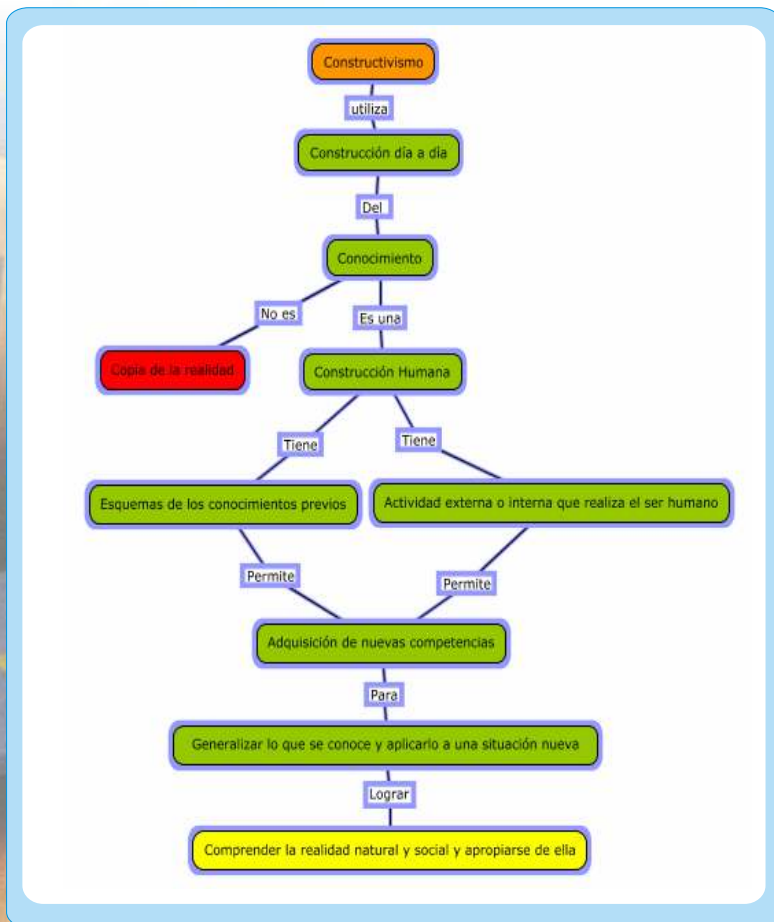 Constructivismo
utiliza
Construcción día a día
Del
Conocimiento
No es
Es una
Copia de la realidad
Construcción Humana
Tiene
Tiene
Esquemas de los conocimientos previos
Actividad externa o interna que realiza el ser humano
Permite
Permite
Adquisición de nuevas competencias
Para
Generalizar lo que se conoce y aplicarlo a una situación nueva
Lograr
Comprender la realidad natural y social y apropiarse de ella